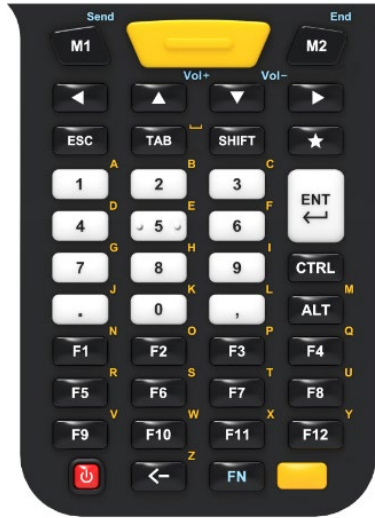 Send End
M1 M2
Vol+ Vol-
ESC TAB SHIFT
A B C
1 2 3 ENT
D E F
4 5 6
G H I
7 8 9 CTRL
J K L M
. 0 , ALT
N O P Q
F1 F2 F3 F4
R S T U
F5 F6 F7 F8
V W X Y
F9 F10 F11 F12
Z
FN